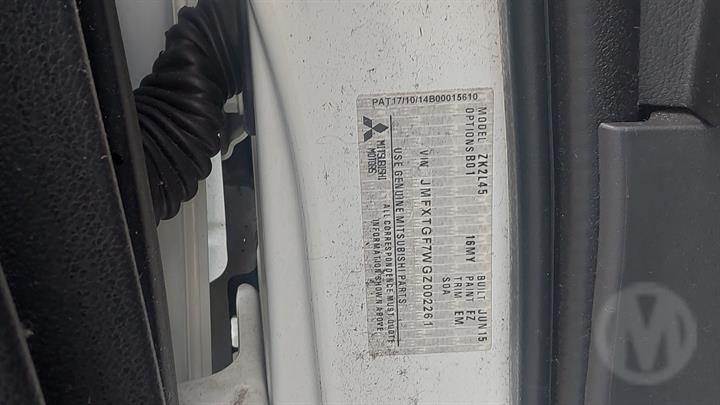 PAT17/10/14B00015610
MODEL ZK2L45 16MY BUILT JUN15
OPTIONS B01 PAINT EZ
TRIM EM
SOA
VIN JMFXTGF7WGZ002261
USE GENUINE MITSUBISHI PARTS
MITSUBISHI
MOTORS
ALL CORRESPONDENCE MUST QUOTE
INFORMATION SHOWN ABOVE
M